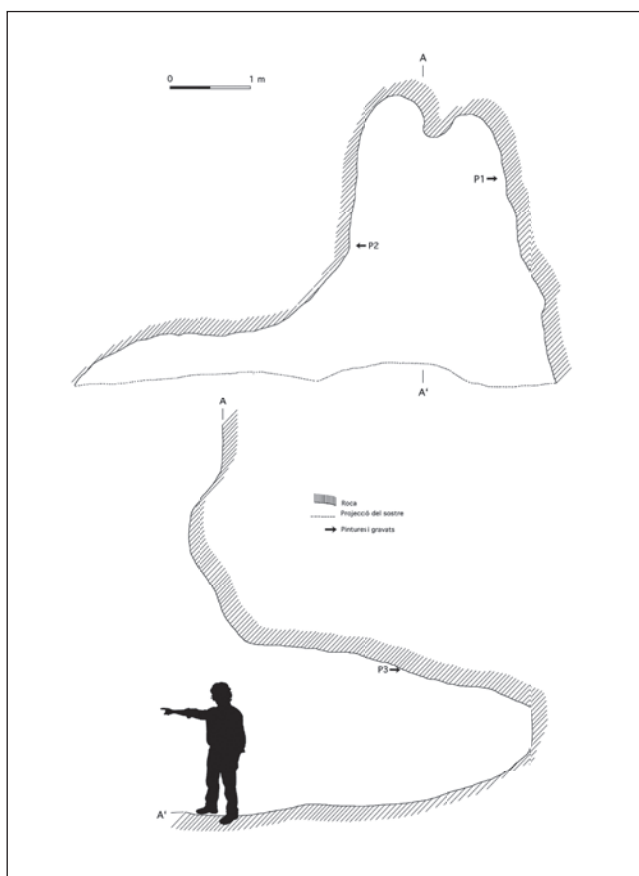 A
0 1 m
P1
P2
A'
A
Roca
Projecció del sostre
Pintures i gravats
P3
A'